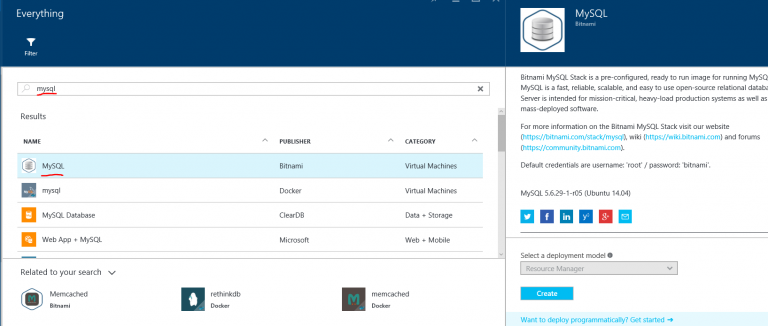 Everything
Filter
mysql
Results
NAME PUBLISHER CATEGORY
MySQL Bitnami Virtual Machines
mysql Docker Virtual Machines
MySQL Database ClearDB Data + Storage
Web App + MySQL Microsoft Web + Mobile
Related to your search
Memcached
Bitnami
rethinkdb
Docker
memcached
Docker
MySQL
Bitnami
Bitnami MySQL Stack is a pre-configured, ready to run image for running MySQ
MySQL is a fast, reliable, scalable, and easy to use open-source relational databa
Server is intended for mission-critical, heavy-load production systems as well as
mass-deployed software.
For more information on the Bitnami MySQL Stack visit our website
(https://bitnami.com/stack/mysql), wiki (https://wiki.bitnami.com) and forums
(https://community.bitnami.com).
Default credentials are username: 'root' / password: 'bitnami'.
MySQL 5.6.29-1-r05 (Ubuntu 14.04)
Select a deployment model
Resource Manager
Create
Want to deploy programmatically? Get started →